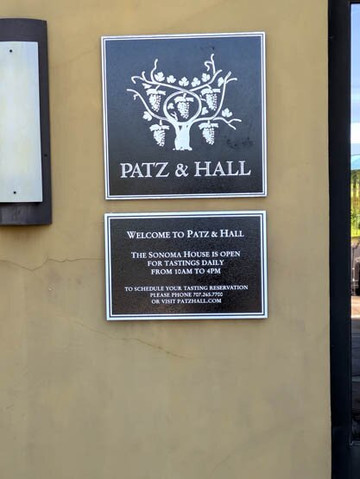 PATZ & HALL
WELCOME TO PATZ & HALL
THE SONOMA HOUSE IS OPEN
FOR TASTINGS DAILY
FROM 10AM TO 4PM
TO SCHEDULE YOUR TASTING RESERVATION
PLEASE PHONE 707.265.7700
OR VISIT PATZHALL.COM